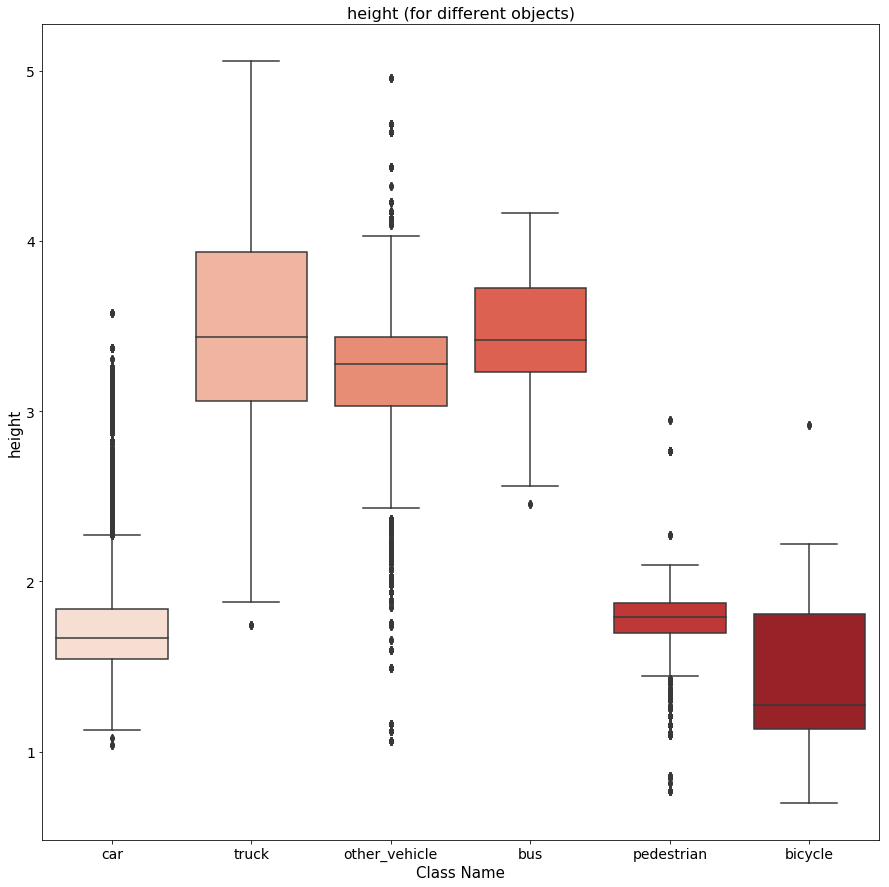 height (for different objects)
5
4
3
2
1
height
car truck other_vehicle bus pedestrian bicycle
Class Name